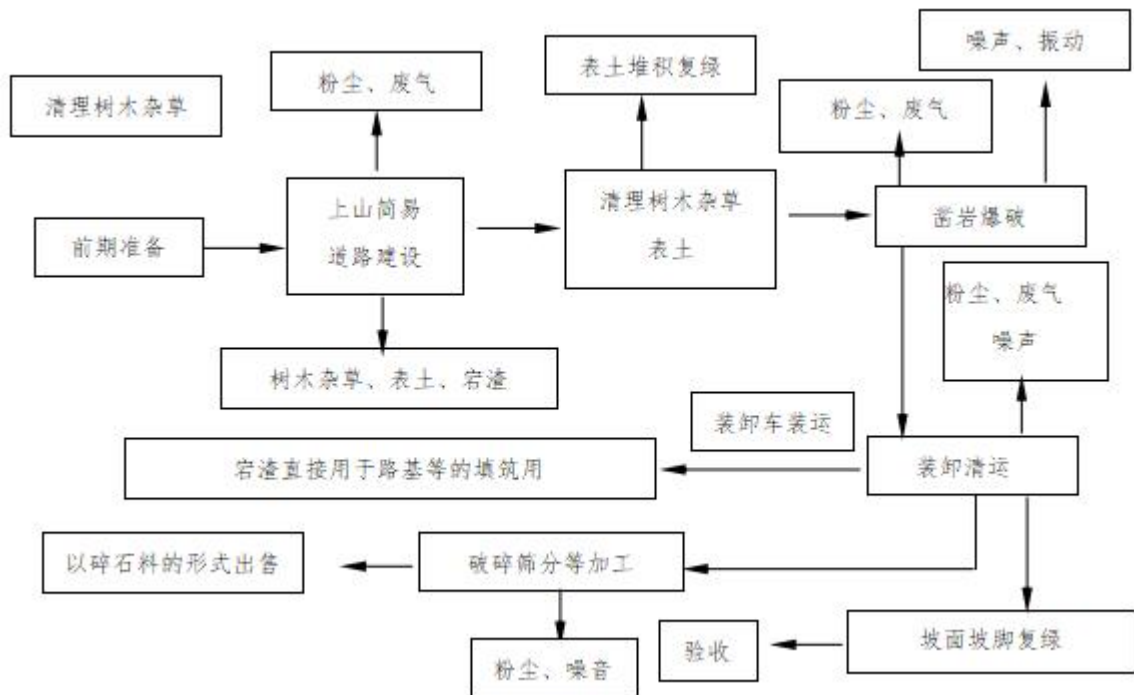 噪声、振动
表土堆积复绿
粉尘、废气
清理树木杂草
粉尘、废气
上山简易
道路建设
清理树木杂草
表土
凿岩爆破
前期准备
粉尘、废气
噪声
树木杂草、表土、宕渣
装卸车装运
宕渣直接用于路基等的填筑用
装卸清运
以碎石料的形式出售
破碎筛分等加工
坡面坡脚复绿
验收
粉尘、噪音